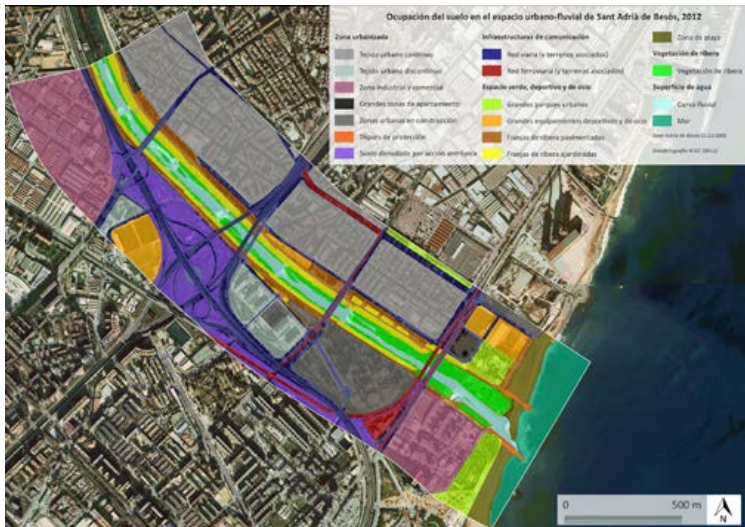 Ocupación del suelo en el espacio urbano-fluvial de Sant Adrià de Besòs, 2012
Zona urbanizada
Tejido urbano continuo
Tejido urbano discontinuo
Zona industrial y comercial
Grandes zonas de aparcamiento
Zonas urbanas en construcción
Diques de protección
Suelo denudado por acción antrópica
Infraestructuras de comunicación
Red viaria (y terrenos asociados)
Red ferroviaria (y terrenos asociados)
Espacio verde, deportivo y de ocio
Grandes parques urbanos
Grandes equipamientos deportivos y de ocio
Franjas de ribera pavimentadas
Franjas de ribera ajardinadas
Zona de playa
Vegetación de ribera
Vegetación de ribera
Superficie de agua
Curso fluvial
Mar
0 500 m
N